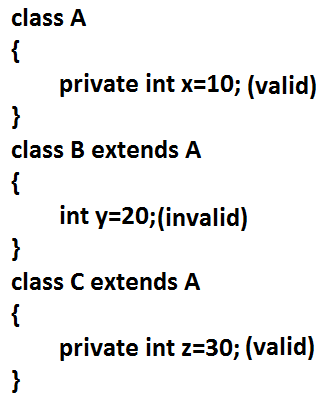 class A
{
private int x=10; (valid)
}
class B extends A
{
int y=20;(invalid)
}
class C extends A
{
private int z=30; (valid)
}